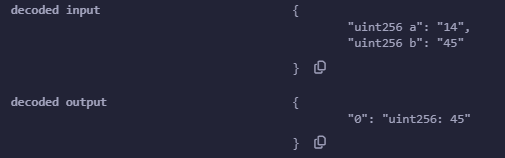 decoded input {
"uint256 a": "14",
"uint256 b": "45"
}
decoded output {
"0": "uint256: 45"
}